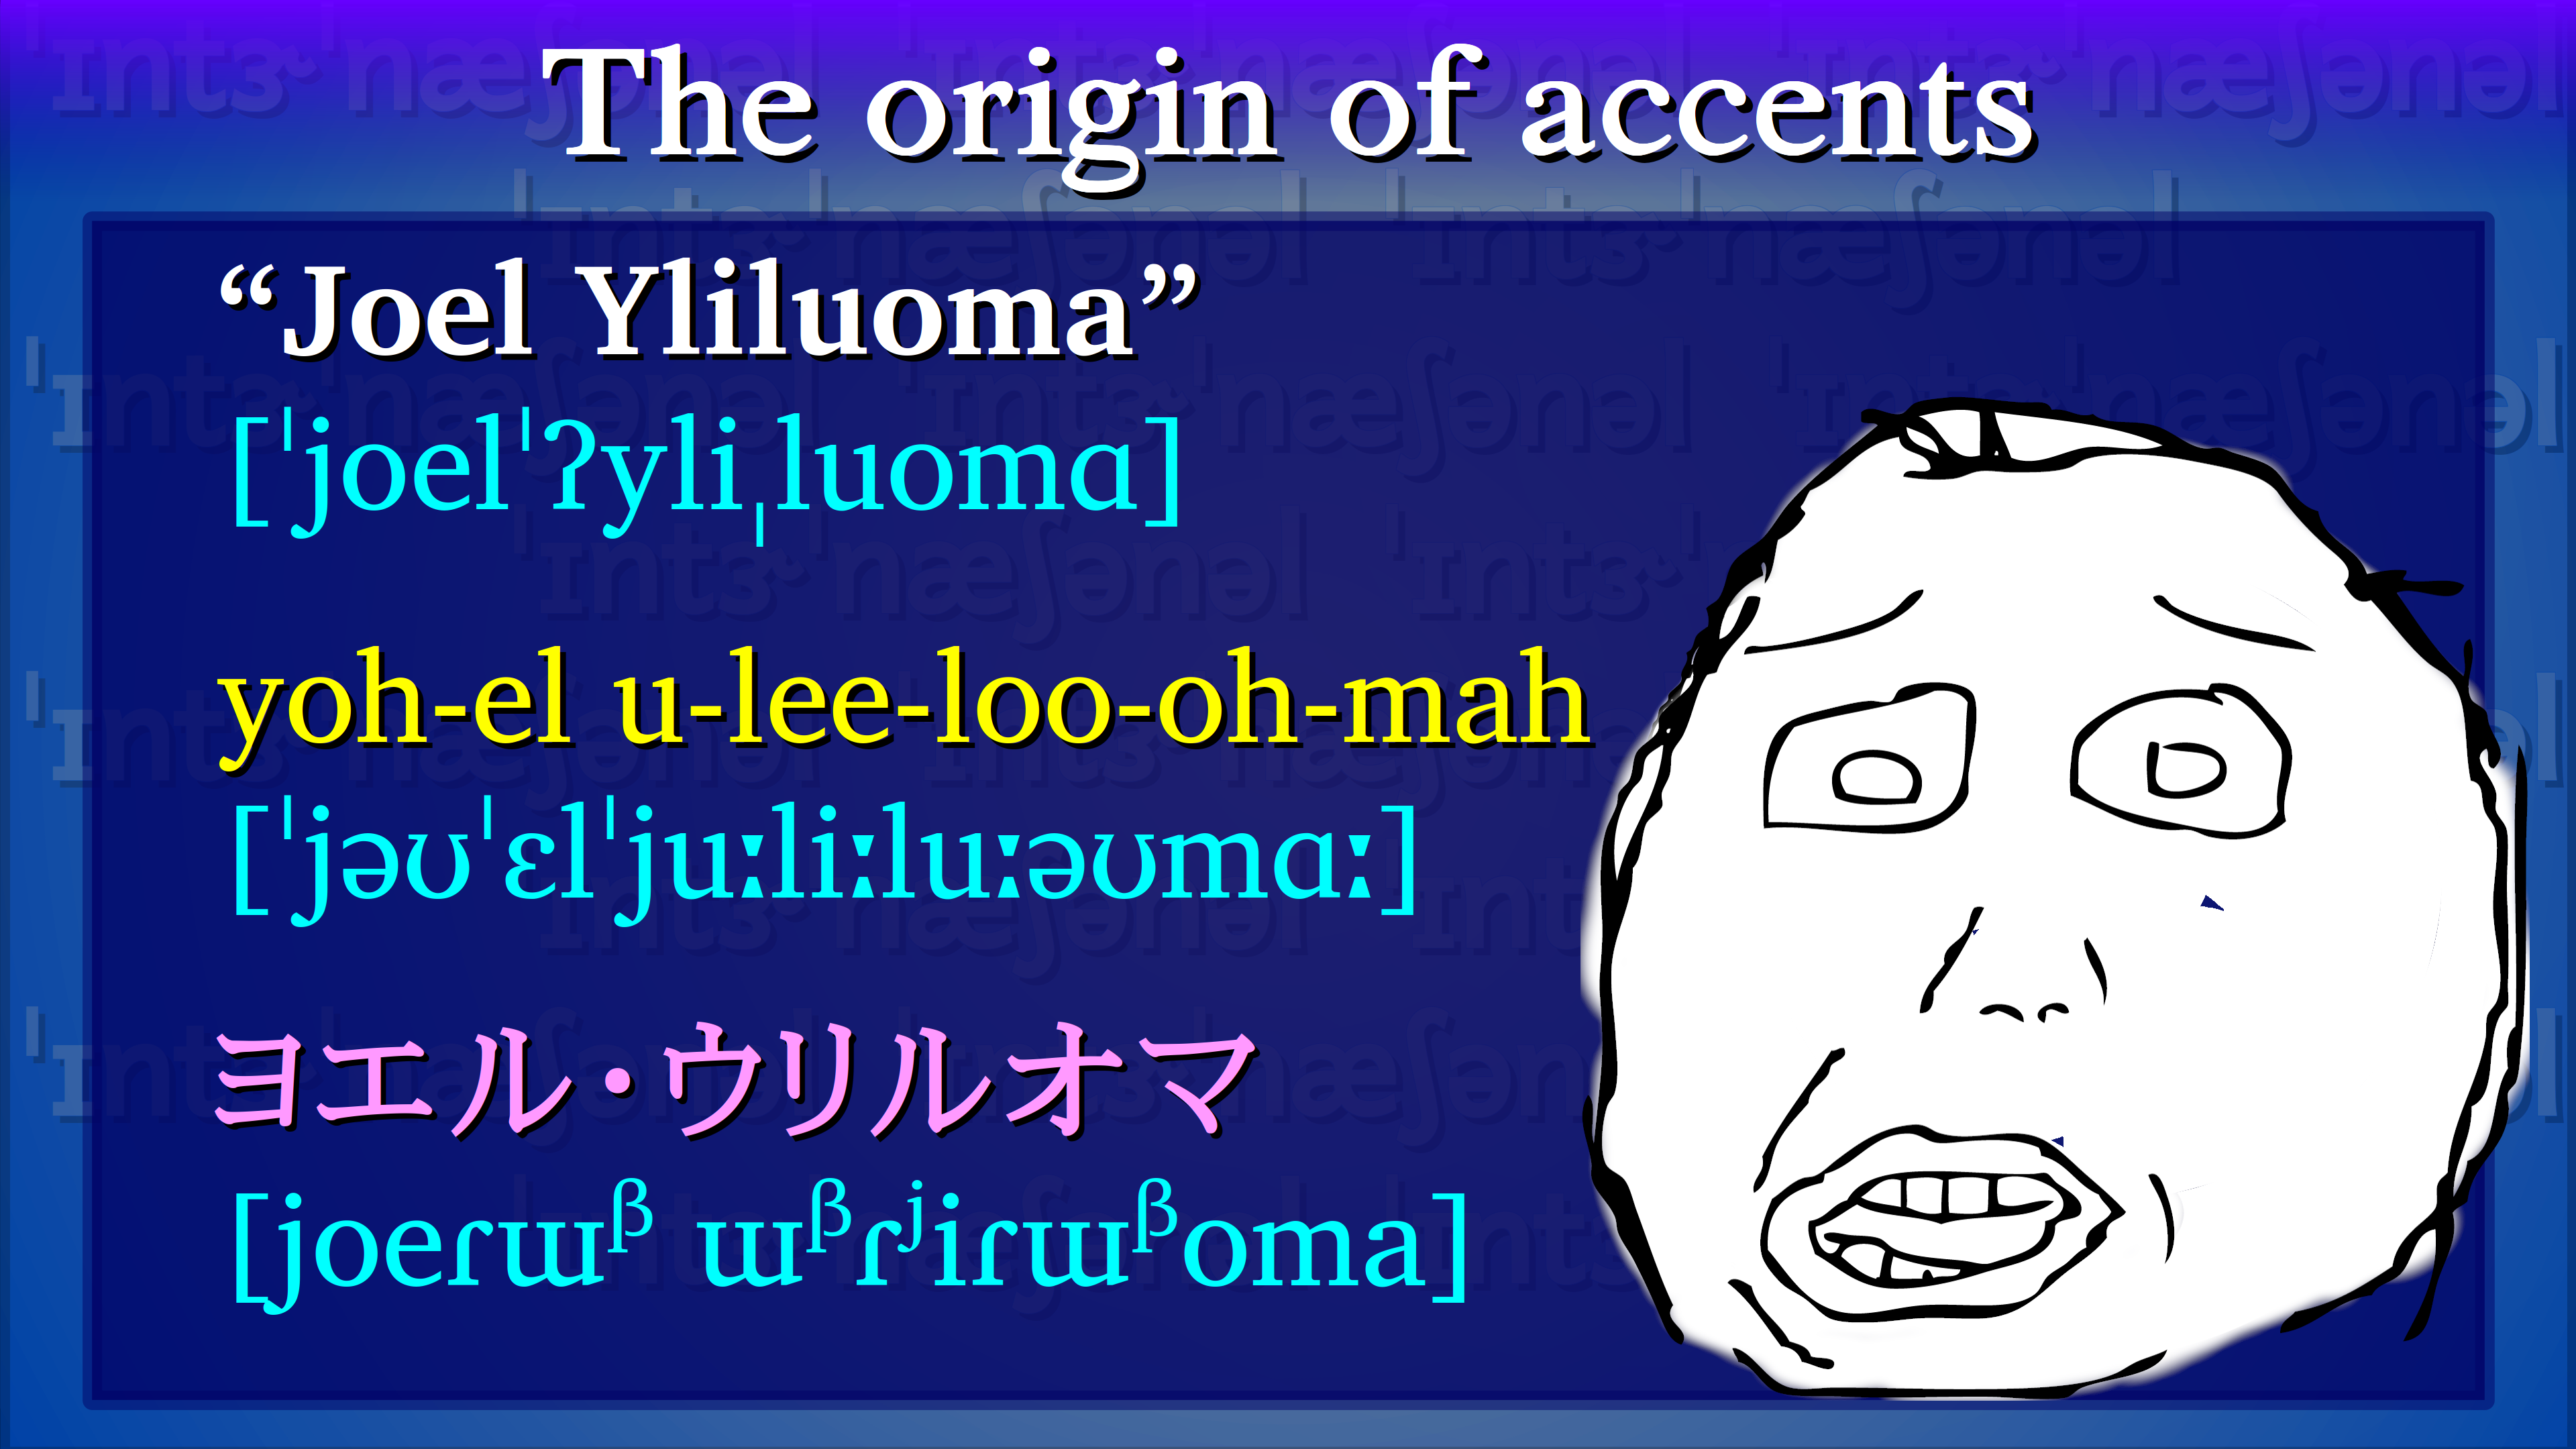 The origin of accents
“Joel Yliluoma”
[ˈjoelˈʔyliˌluomɑ]
yoh-el u-lee-loo-oh-mah
[ˈjəʊˈɛlˈjuːliːluːəʊmɑː]
ヨエル・ウリルオマ
[joeɾɯᵝ ɯᵝɾʲiɾɯᵝoma]